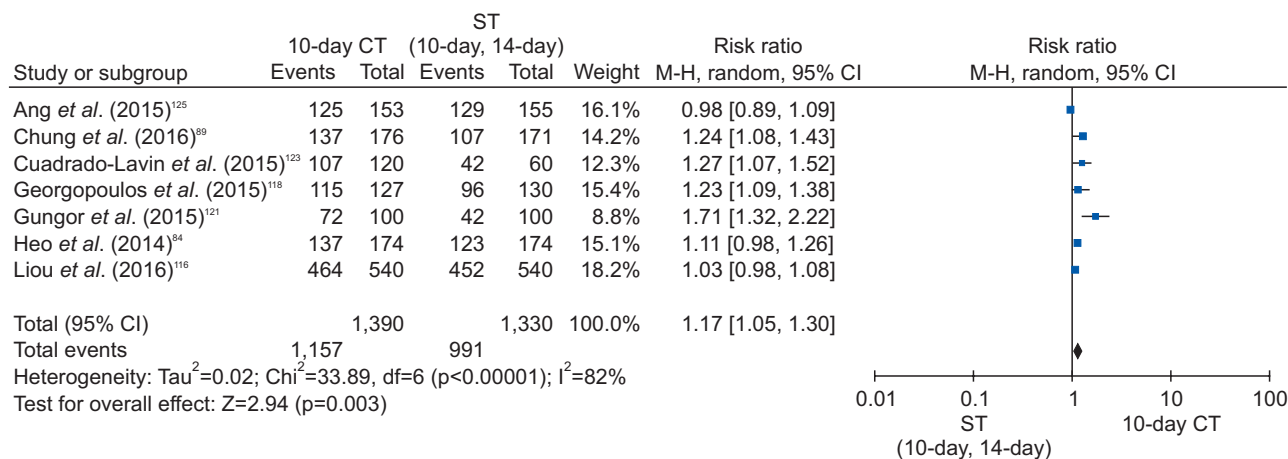 ST
10-day CT (10-day, 14-day) Risk ratio Risk ratio
Study or subgroup Events Total Events Total Weight M-H, random, 95% CI M-H, random, 95% CI
Ang et al. (2015)125 125 153 129 155 16.1% 0.98 [0.89, 1.09]
Chung et al. (2016)89 137 176 107 171 14.2% 1.24 [1.08, 1.43]
Cuadrado-Lavin et al. (2015)123 107 120 42 60 12.3% 1.27 [1.07, 1.52]
Georgopoulos et al. (2015)118 115 127 96 130 15.4% 1.23 [1.09, 1.38]
Gungor et al. (2015)121 72 100 42 100 8.8% 1.71 [1.32, 2.22]
Heo et al. (2014)84 137 174 123 174 15.1% 1.11 [0.98, 1.26]
Liou et al. (2016)116 464 540 452 540 18.2% 1.03 [0.98, 1.08]
Total (95% CI) 1,390 1,330 100.0% 1.17 [1.05, 1.30]
Total events 1,157 991
Heterogeneity: Tau2=0.02; Chi2=33.89, df=6 (p<0.00001); I2=82%
Test for overall effect: Z=2.94 (p=0.003)
0.01 0.1 1 10 100
ST 10-day CT
(10-day, 14-day)